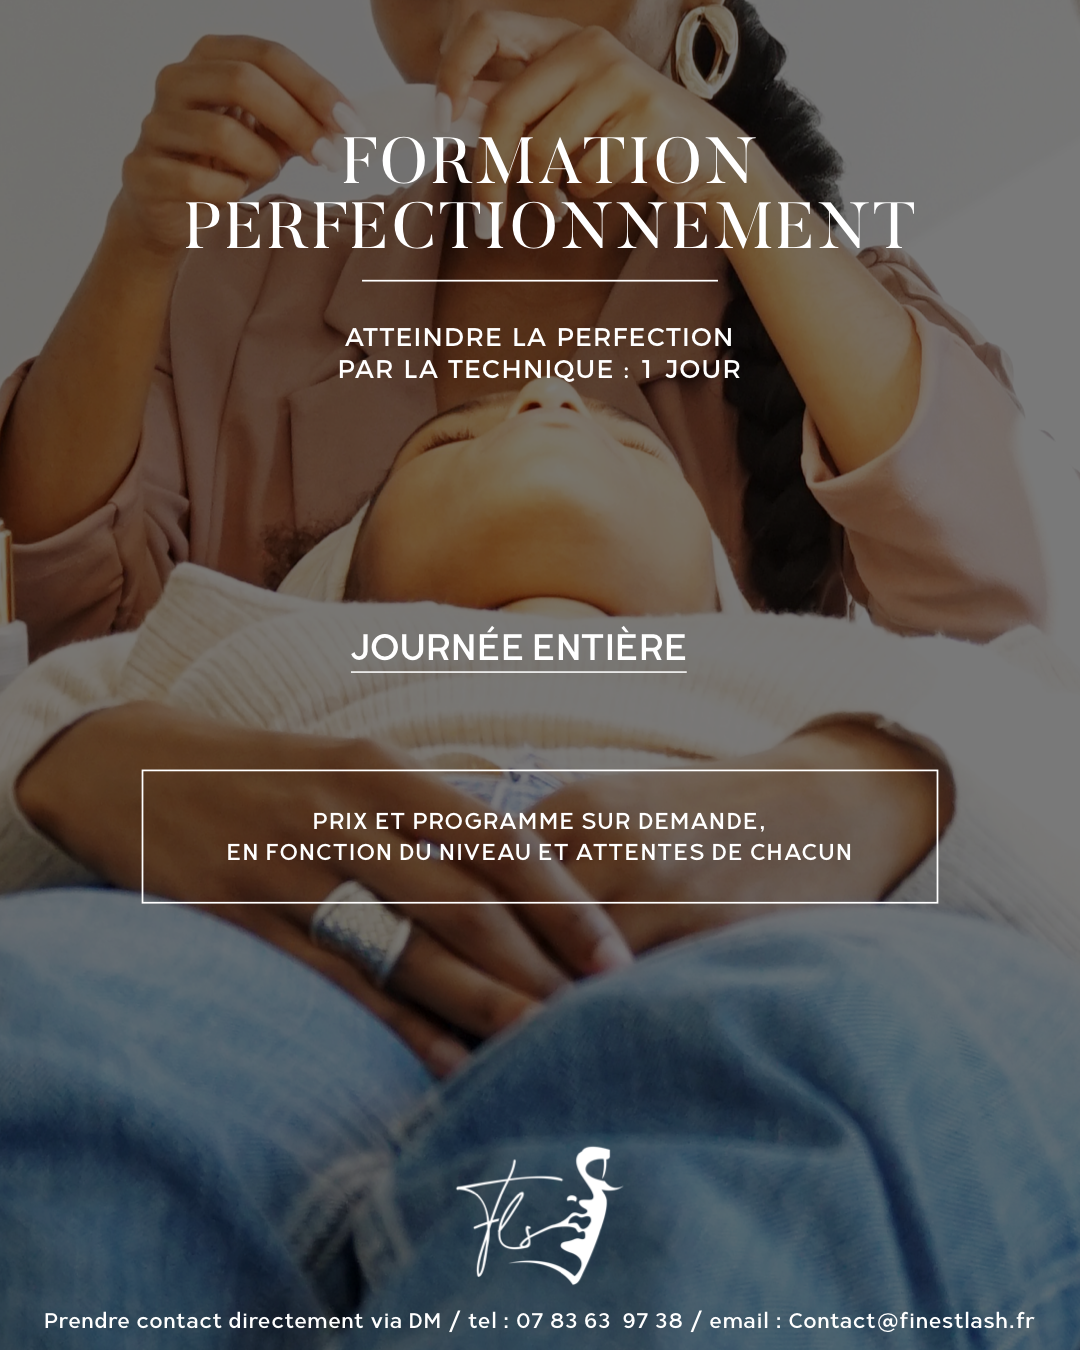 FORMATION
PERFECTIONNEMENT
ATTEINDRE LA PERFECTION
PAR LA TECHNIQUE : 1 JOUR
JOURNÉE ENTIÈRE
PRIX ET PROGRAMME SUR DEMANDE,
EN FONCTION DU NIVEAU ET ATTENTES DE CHACUN
Fls
Prendre contact directement via DM / tel : 07 83 63 97 38 / email : Contact@finestlash.fr